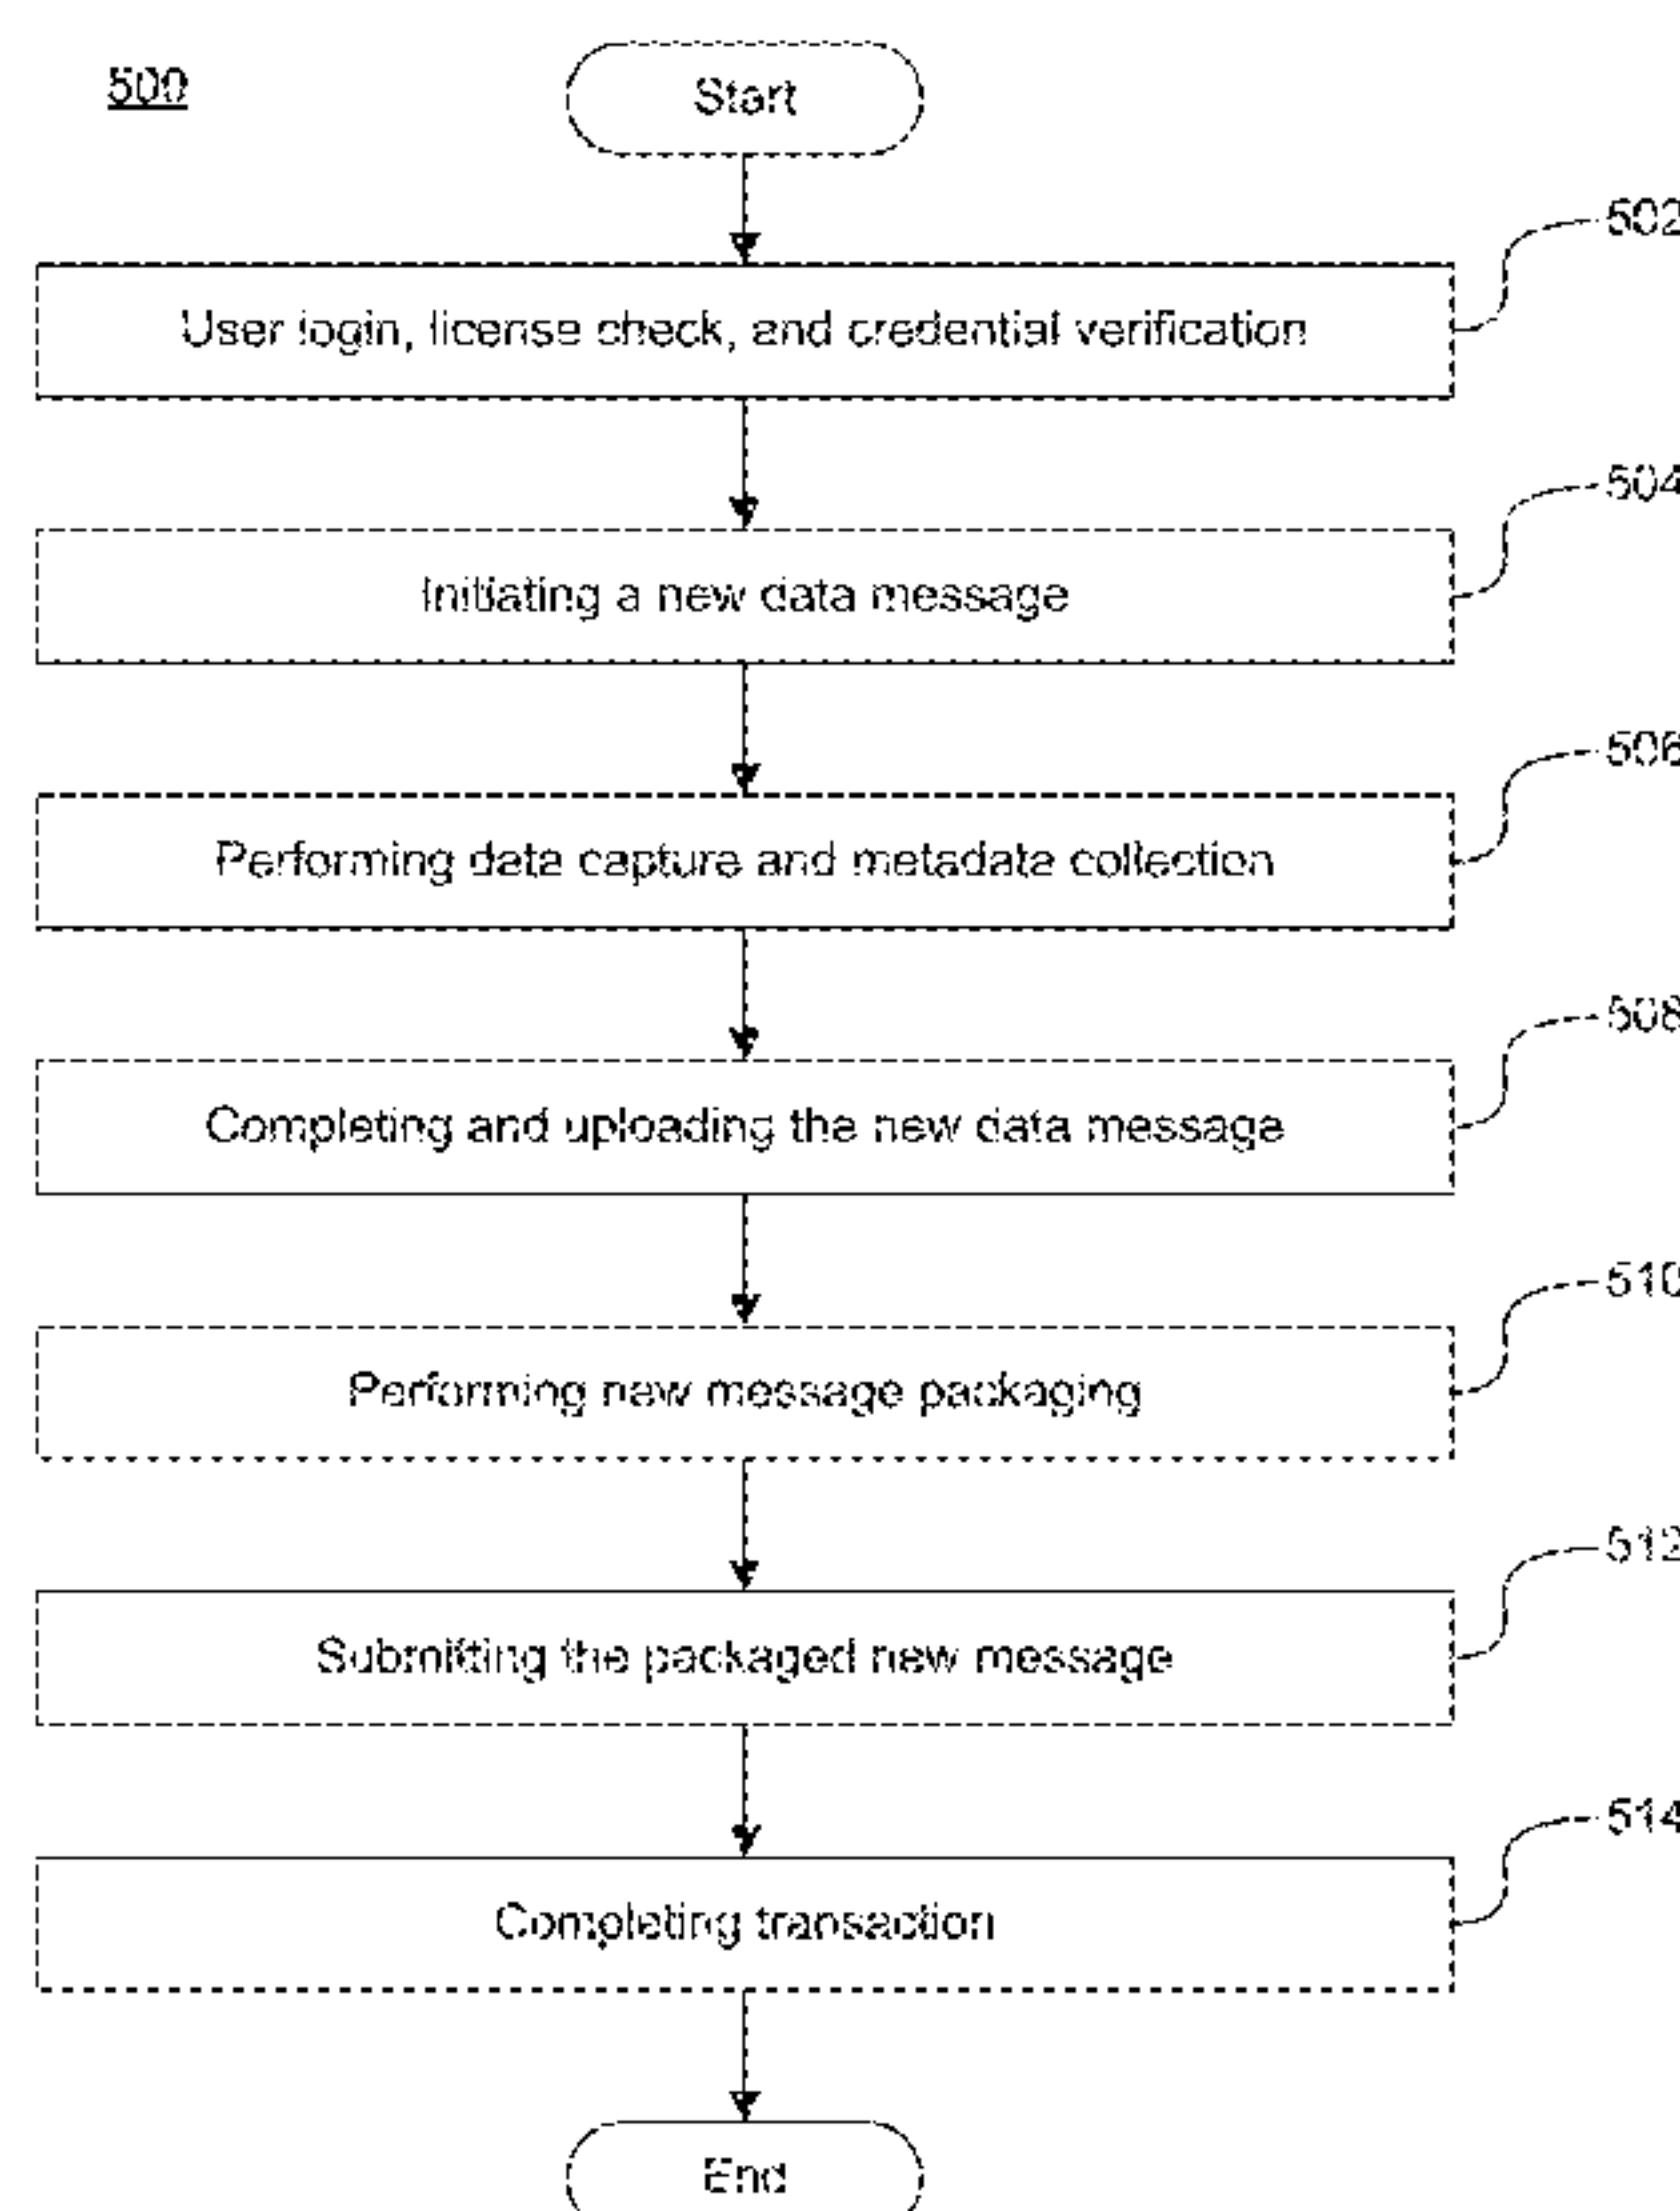 500
Start
502
User login, license check, and credential verification
504
Initiating a new data message
506
Performing data capture and metadata collection
508
Completing and uploading the new data message
510
Performing new message packaging
512
Submitting the packaged new message
514
Completing transaction
End